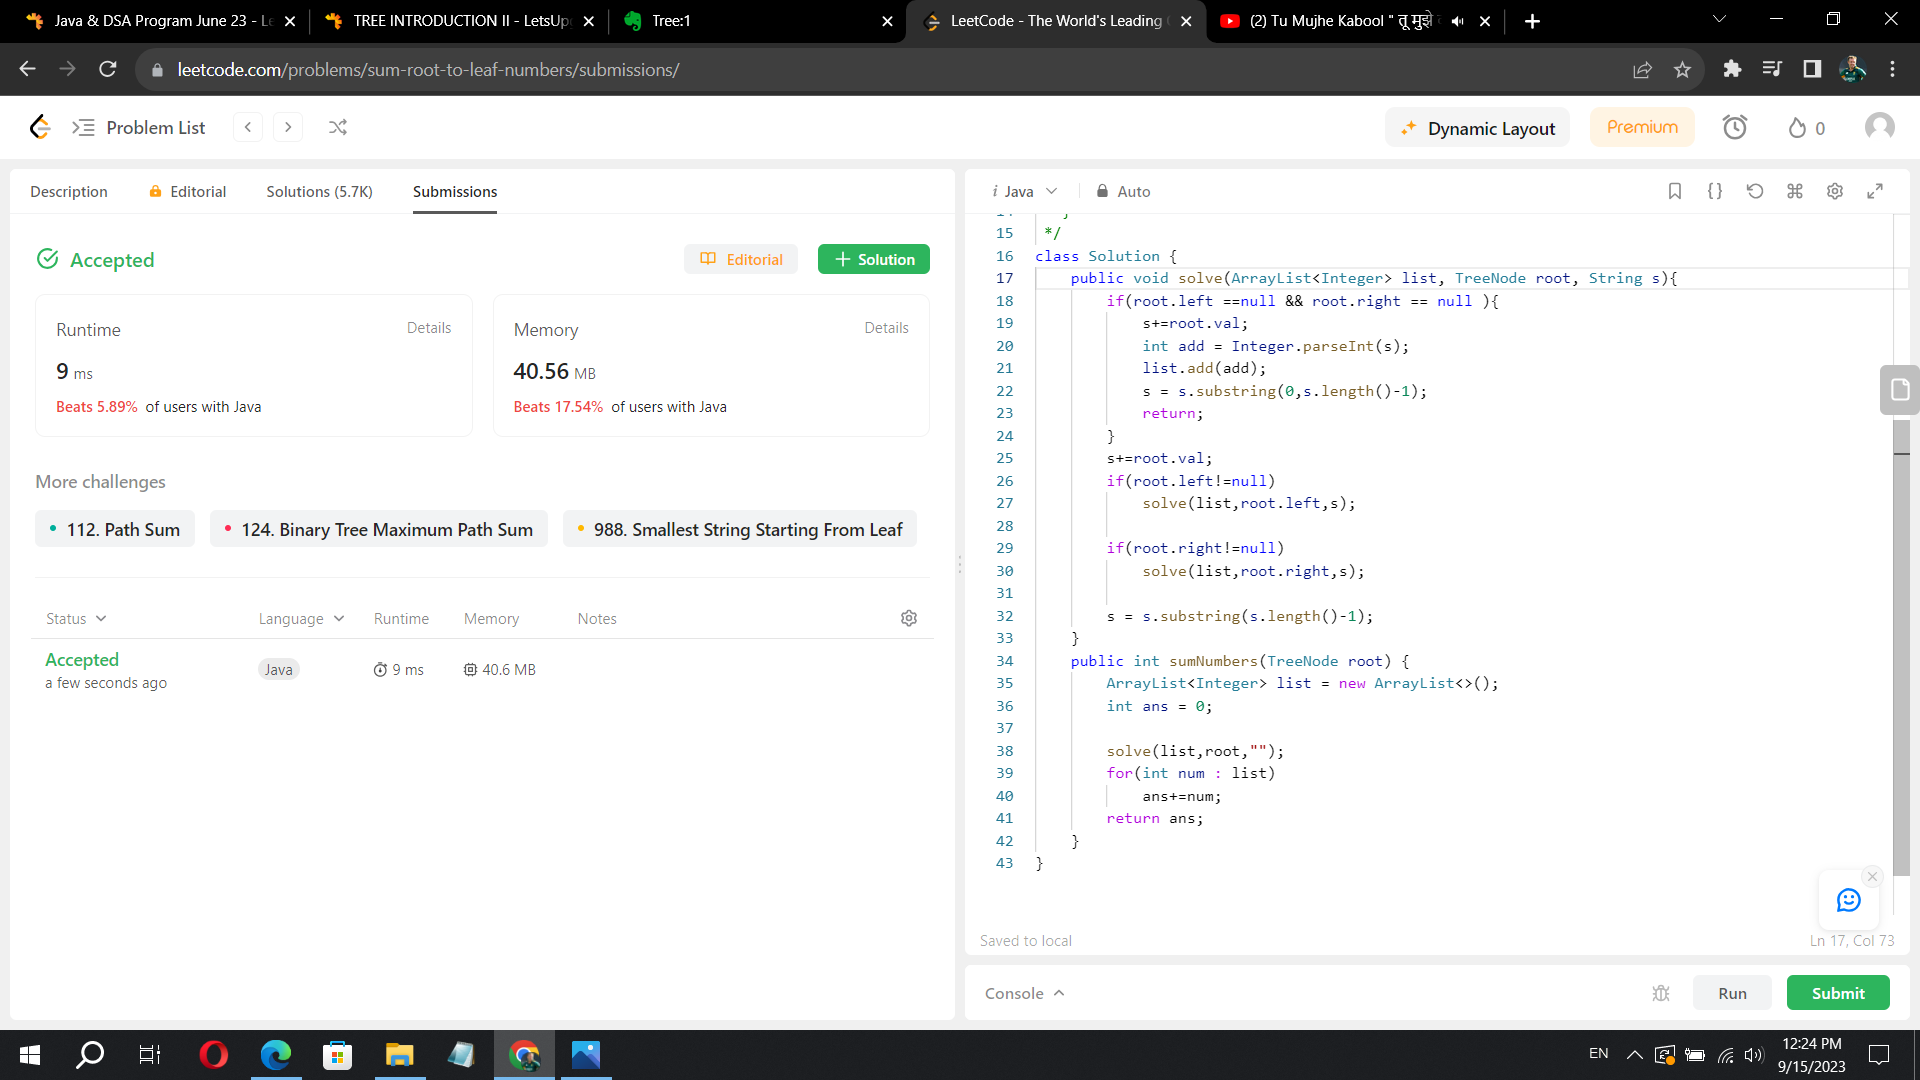 Java & DSA Program June 23 - Le
TREE INTRODUCTION II - LetsUp
Tree:1
LeetCode - The World's Leading
(2) Tu Mujhe Kabool " तू मुझे
leetcode.com/problems/sum-root-to-leaf-numbers/submissions/
Problem List
Dynamic Layout
Premium
0
Description
Editorial
Solutions (5.7K)
Submissions
Accepted
Editorial
Solution
Runtime
Details
9 ms
Beats 5.89% of users with Java
Memory
Details
40.56 MB
Beats 17.54% of users with Java
More challenges
112. Path Sum
124. Binary Tree Maximum Path Sum
988. Smallest String Starting From Leaf
Status Language Runtime Memory Notes
Accepted
a few seconds ago
Java
9 ms
40.6 MB
i Java
Auto
15 */
16 class Solution {
17 public void solve(ArrayList<Integer> list, TreeNode root, String s){
18 if(root.left ==null && root.right == null ){
19 s+=root.val;
20 int add = Integer.parseInt(s);
21 list.add(add);
22 s = s.substring(0,s.length()-1);
23 return;
24 }
25 s+=root.val;
26 if(root.left!=null)
27 solve(list,root.left,s);
28
29 if(root.right!=null)
30 solve(list,root.right,s);
31
32 s = s.substring(s.length()-1);
33 }
34 public int sumNumbers(TreeNode root) {
35 ArrayList<Integer> list = new ArrayList<>();
36 int ans = 0;
37
38 solve(list,root,"");
39 for(int num : list)
40 ans+=num;
41 return ans;
42 }
43 }
Saved to local
Ln 17, Col 73
Console
Run
Submit
EN
12:24 PM
9/15/2023